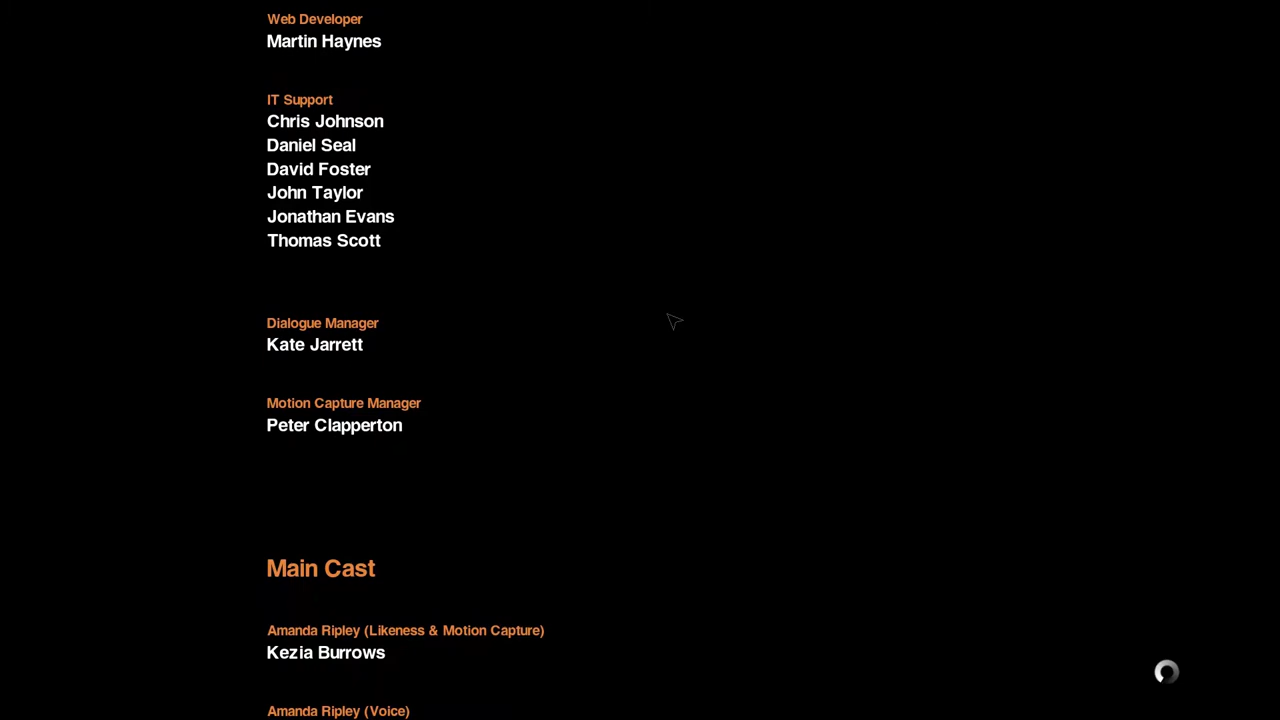 Web Developer
Martin Haynes
IT Support
Chris Johnson
Daniel Seal
David Foster
John Taylor
Jonathan Evans
Thomas Scott
Dialogue Manager
Kate Jarrett
Motion Capture Manager
Peter Clapperton
Main Cast
Amanda Ripley (Likeness & Motion Capture)
Kezia Burrows
Amanda Ripley (Voice)